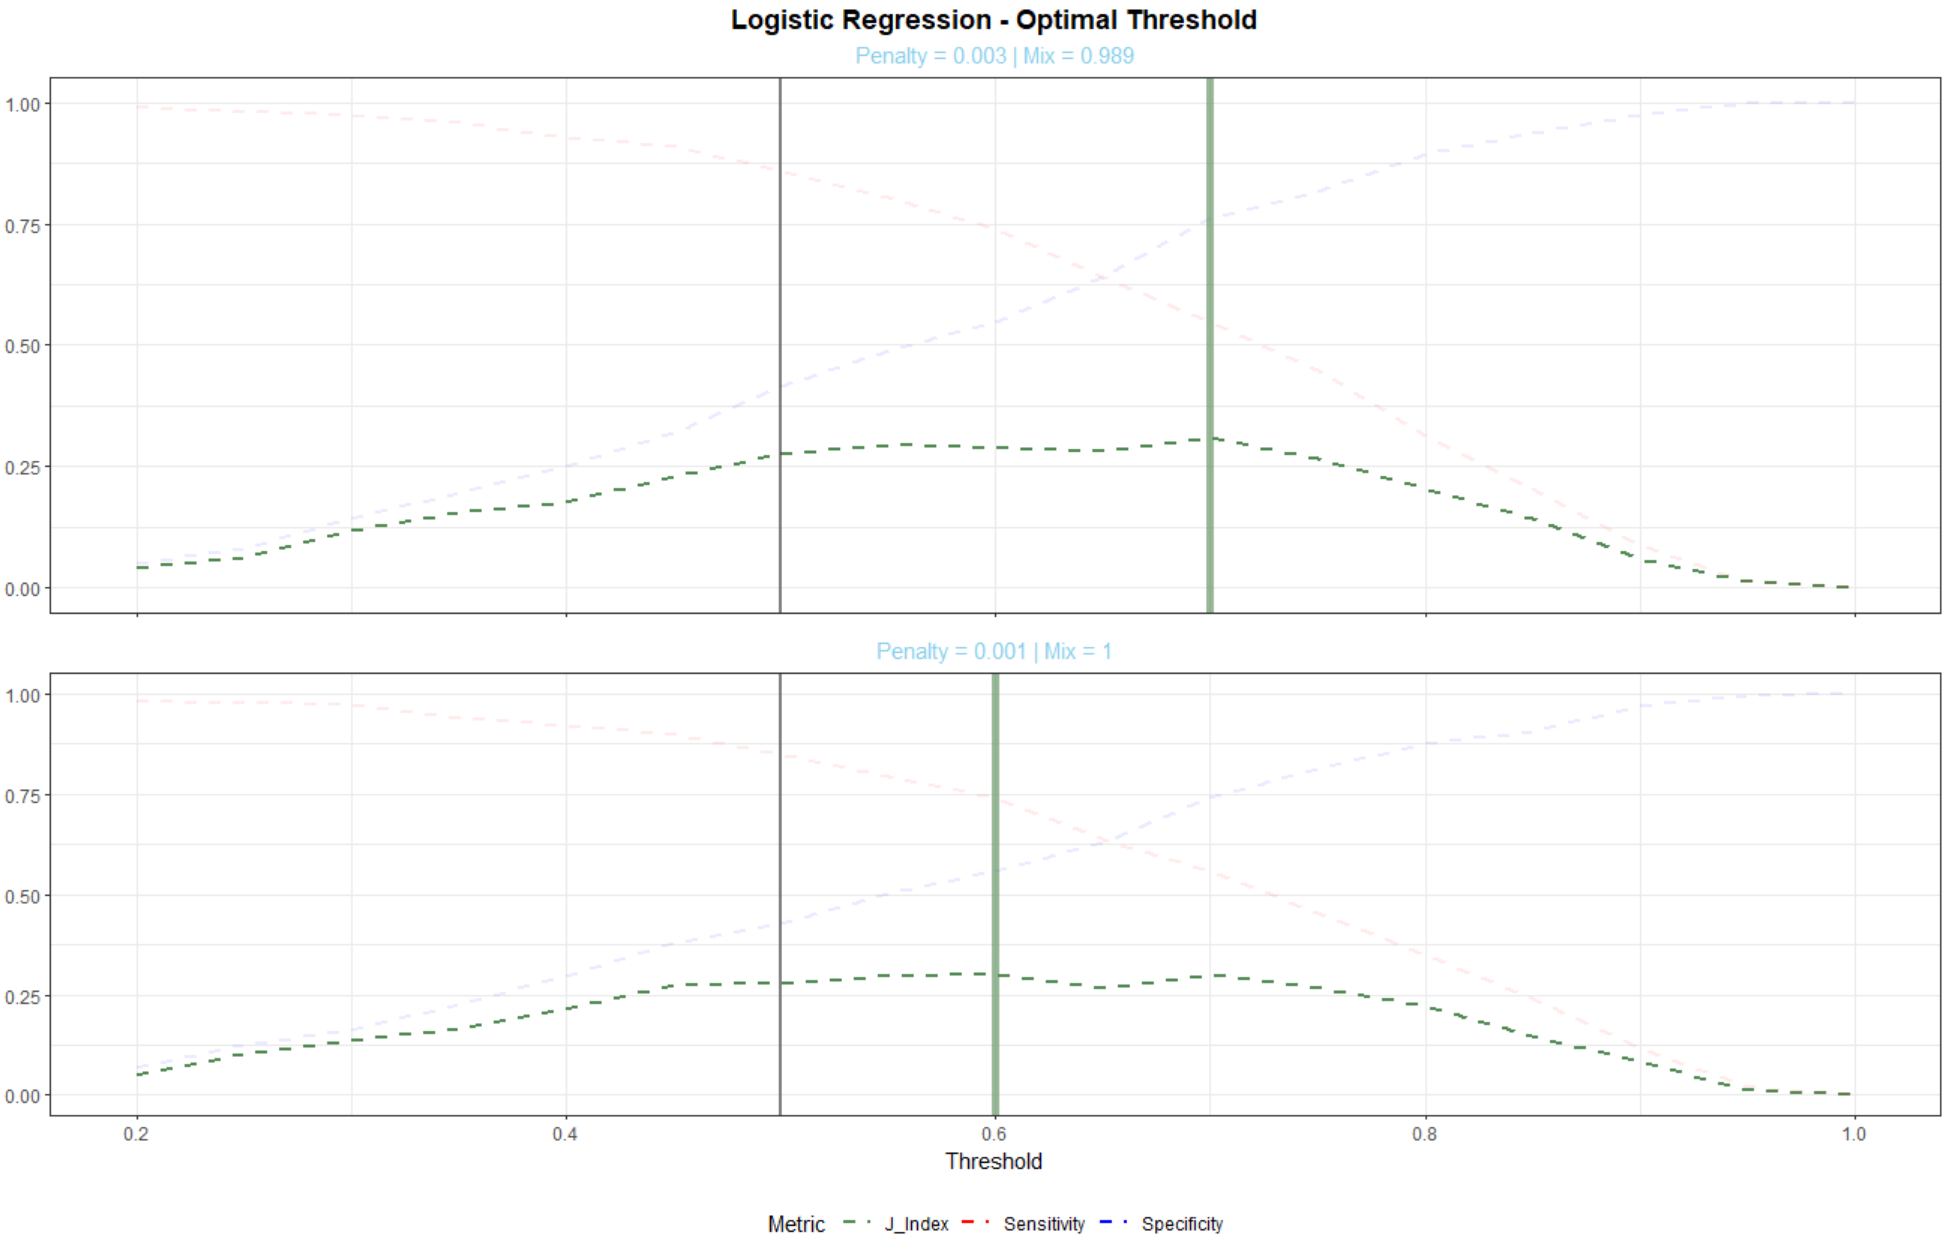 Logistic Regression - Optimal Threshold
Penalty = 0.003 | Mix = 0.989
1.00
0.75
0.50
0.25
0.00
Penalty = 0.001 | Mix = 1
1.00
0.75
0.50
0.25
0.00
0.2 0.4 0.6 0.8 1.0
Threshold
Metric J_Index Sensitivity Specificity